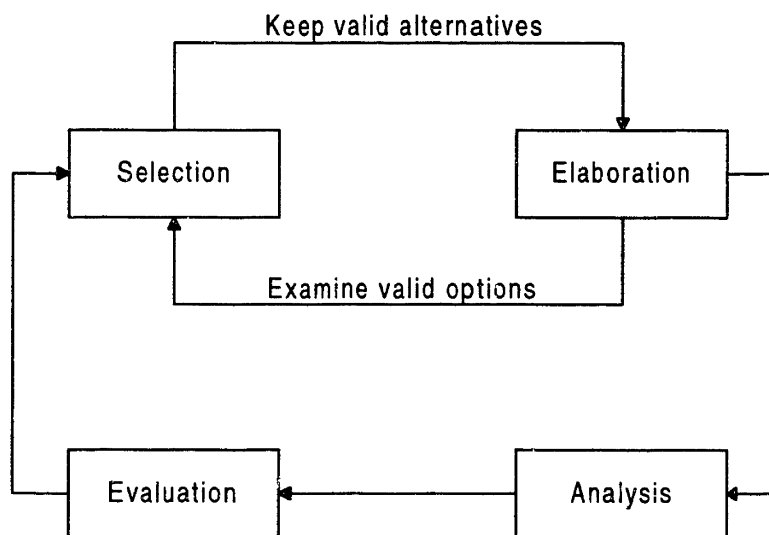 Keep valid alternatives
Selection
Elaboration
Examine valid options
Evaluation
Analysis